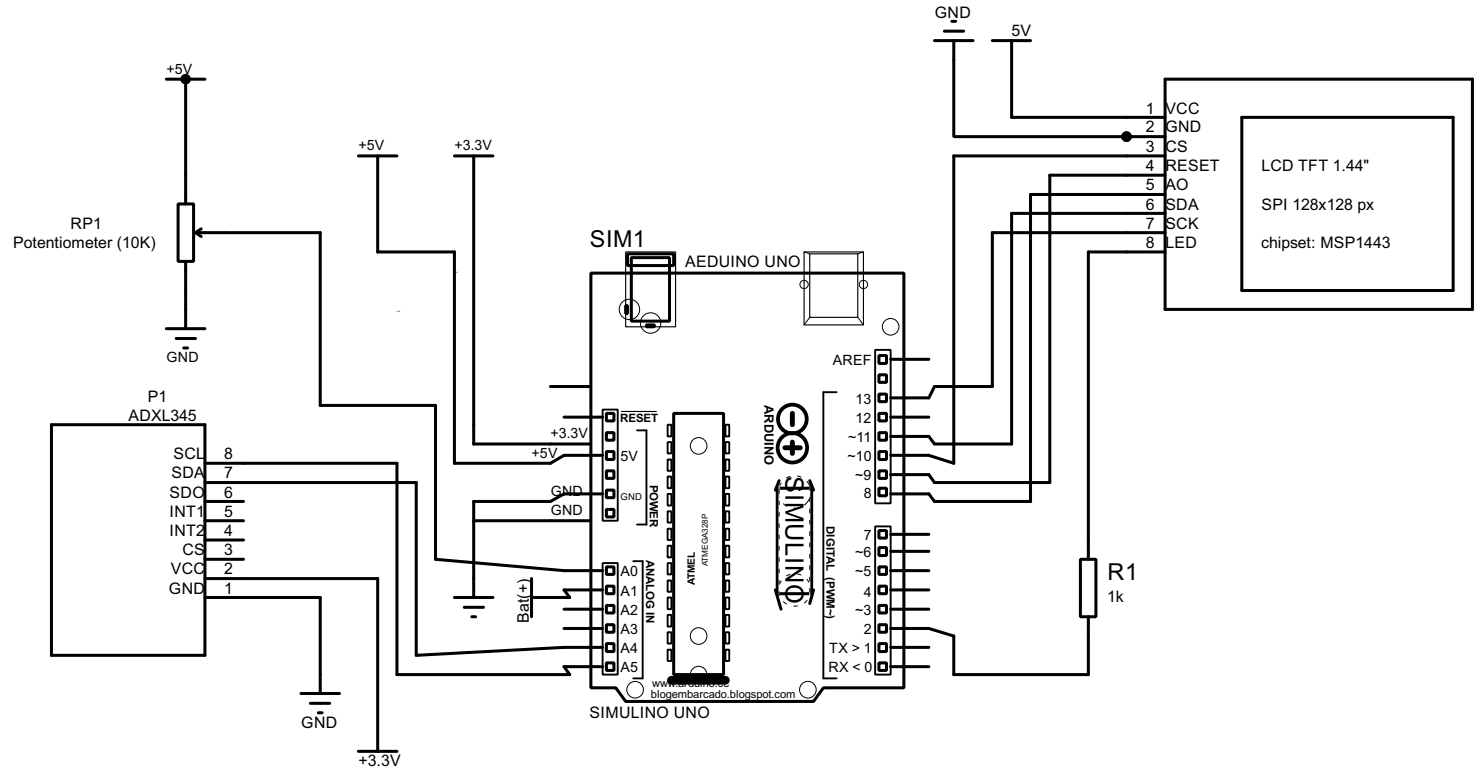 GND
5V
+5V
+5V
+3.3V
RP1
Potentiometer (10K)
GND
1 VCC
2 GND
3 CS
4 RESET
5 AO
6 SDA
7 SCK
8 LED
LCD TFT 1.44"
SPI 128x128 px
chipset: MSP1443
P1
ADXL345
SCL 8
SDA 7
SDO 6
INT1 5
INT2 4
CS 3
VCC 2
GND 1
GND
+3.3V
SIM1
AEDUINO UNO
RESET
+3.3V
+5V
5V
GND
GND
GND
POWER
Bat(+)
A0
A1
A2
A3
A4
A5
ANALOG IN
ATMEL
ATMEGA328P
ARDUINO
SIMULINO
AREF
13
12
~11
~10
~9
8
DIGITAL (PWM~)
7
~6
~5
4
~3
2
TX > 1
RX < 0
blogembarcado.blogspot.com
SIMULINO UNO
R1
1k